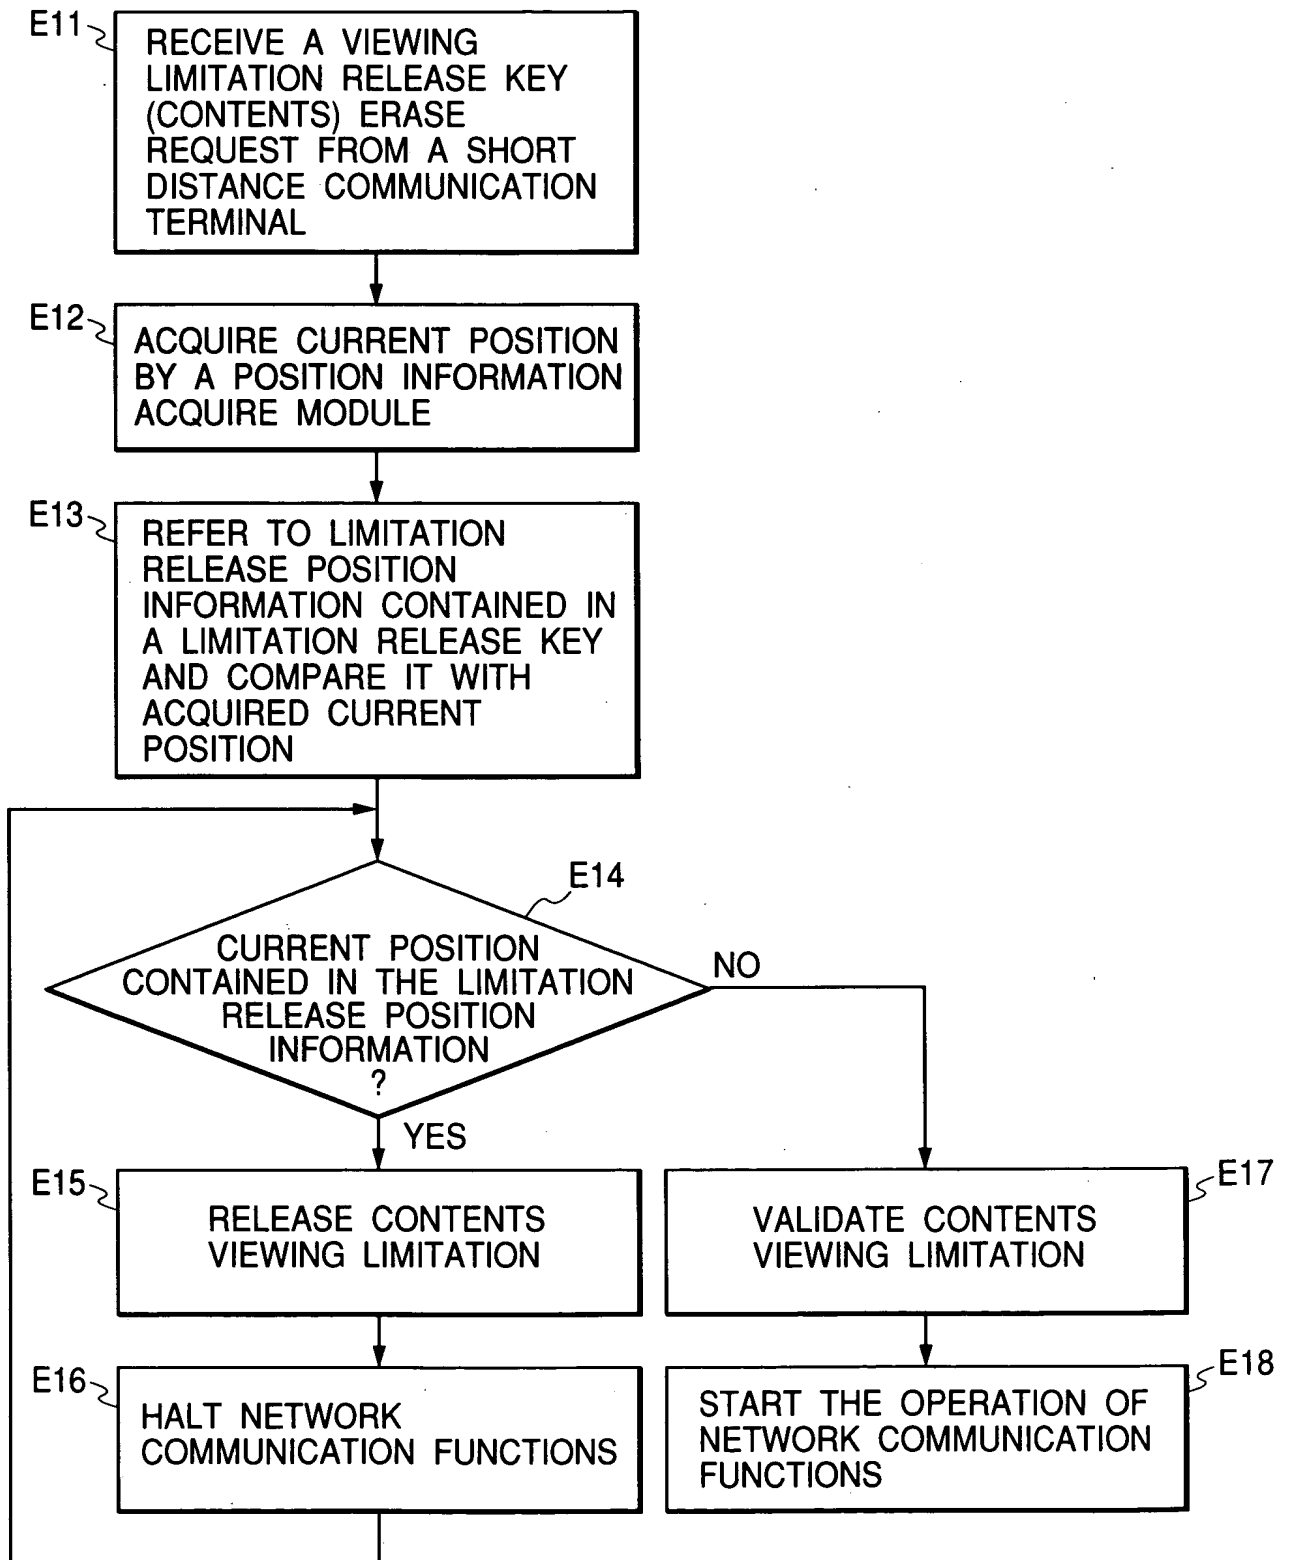 E11
RECEIVE A VIEWING
LIMITATION RELEASE KEY
(CONTENTS) ERASE
REQUEST FROM A SHORT
DISTANCE COMMUNICATION
TERMINAL
E12
ACQUIRE CURRENT POSITION
BY A POSITION INFORMATION
ACQUIRE MODULE
E13
REFER TO LIMITATION
RELEASE POSITION
INFORMATION CONTAINED IN
A LIMITATION RELEASE KEY
AND COMPARE IT WITH
ACQUIRED CURRENT
POSITION
E14
CURRENT POSITION
CONTAINED IN THE LIMITATION
RELEASE POSITION
INFORMATION
?
NO
YES
E15
RELEASE CONTENTS
VIEWING LIMITATION
E17
VALIDATE CONTENTS
VIEWING LIMITATION
E16
HALT NETWORK
COMMUNICATION FUNCTIONS
E18
START THE OPERATION OF
NETWORK COMMUNICATION
FUNCTIONS